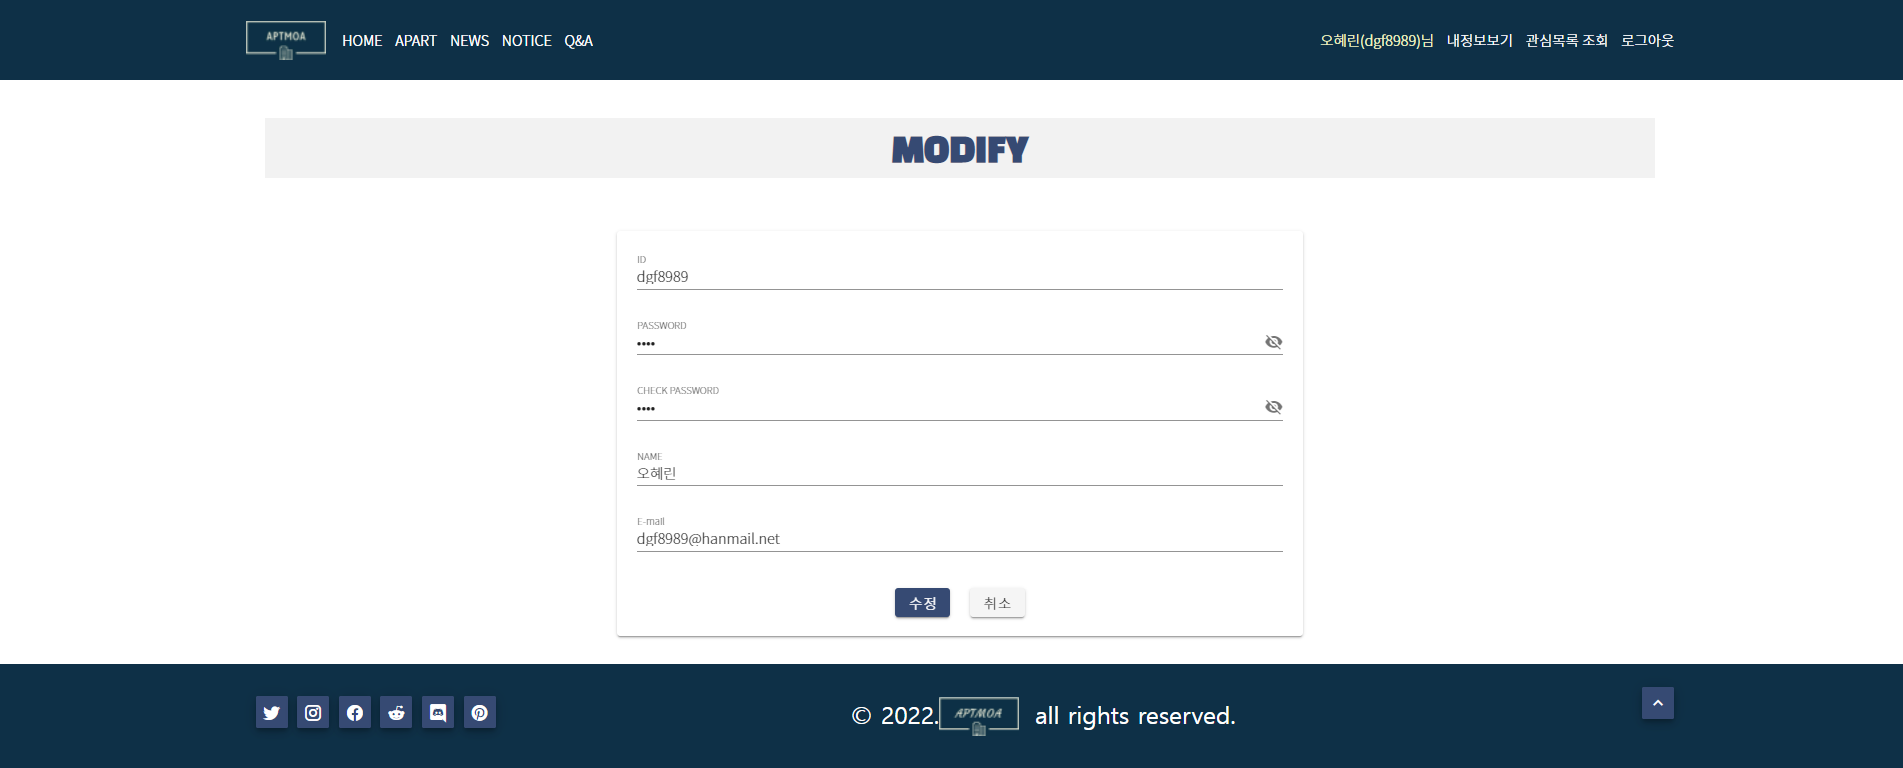 APTMOA HOME APART NEWS NOTICE Q&A 오혜린(dgf8989)님 내정보보기 관심목록 조회 로그아웃
MODIFY
ID
dgf8989
PASSWORD
••••
CHECK PASSWORD
••••
NAME
오혜린
E-mail
dgf8989@hanmail.net
수정 취소
© 2022. APTMOA all rights reserved.